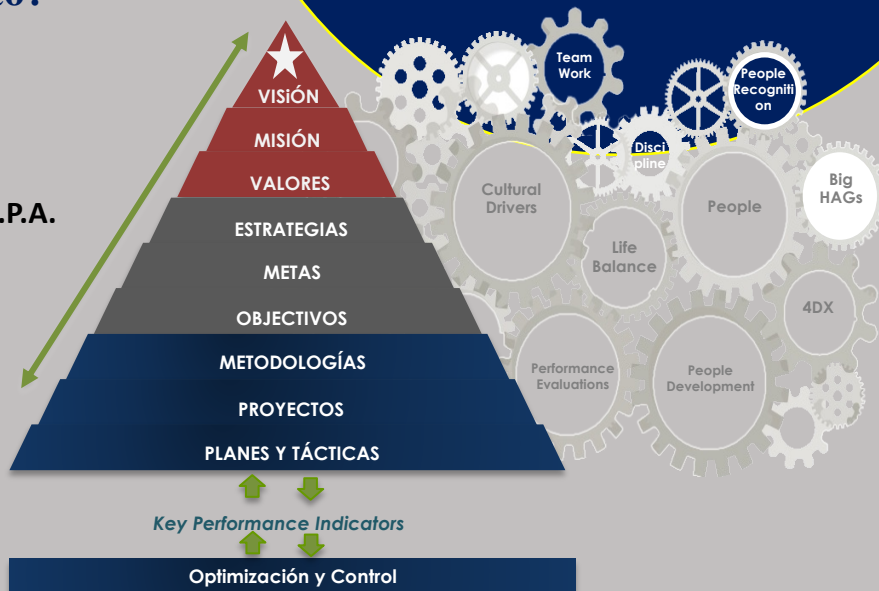 VISiÓN
MISIÓN
VALORES
ESTRATEGIAS
METAS
OBJECTIVOS
METODOLOGÍAS
PROYECTOS
PLANES Y TÁCTICAS
Key Performance Indicators
Optimización y Control
.P.A.
Team
Work
People
Recogniti
on
Disci
pline
Cultural
Drivers
People
Big
HAGs
Life
Balance
4DX
Performance
Evaluations
People
Development